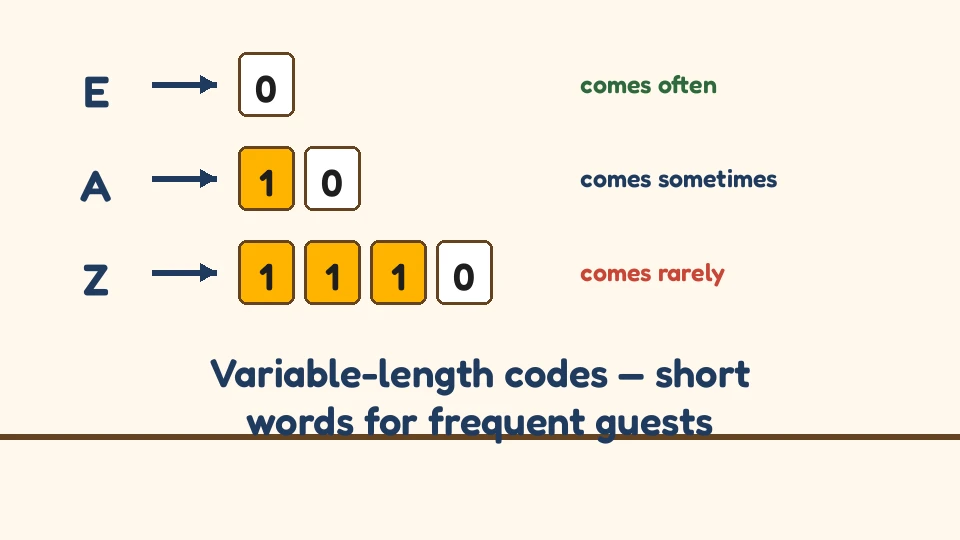 E → 0 comes often
A → 1 0 comes sometimes
Z → 1 1 1 0 comes rarely
Variable-length codes — short
words for frequent guests